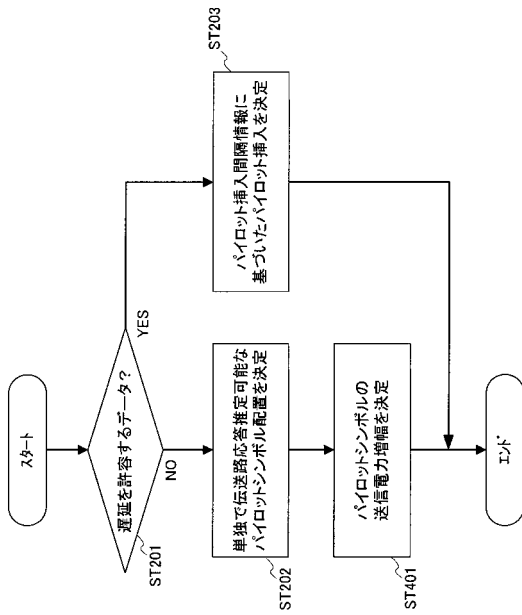 スタート
遅延を許容するデータ?
ST201
YES
NO
単独で伝送路応答推定可能な
パイロットシンボル配置を決定
ST202
パイロット挿入間隔情報に
基づいたパイロット挿入を決定
ST203
パイロットシンボルの
送信電力増幅を決定
ST401
エンド